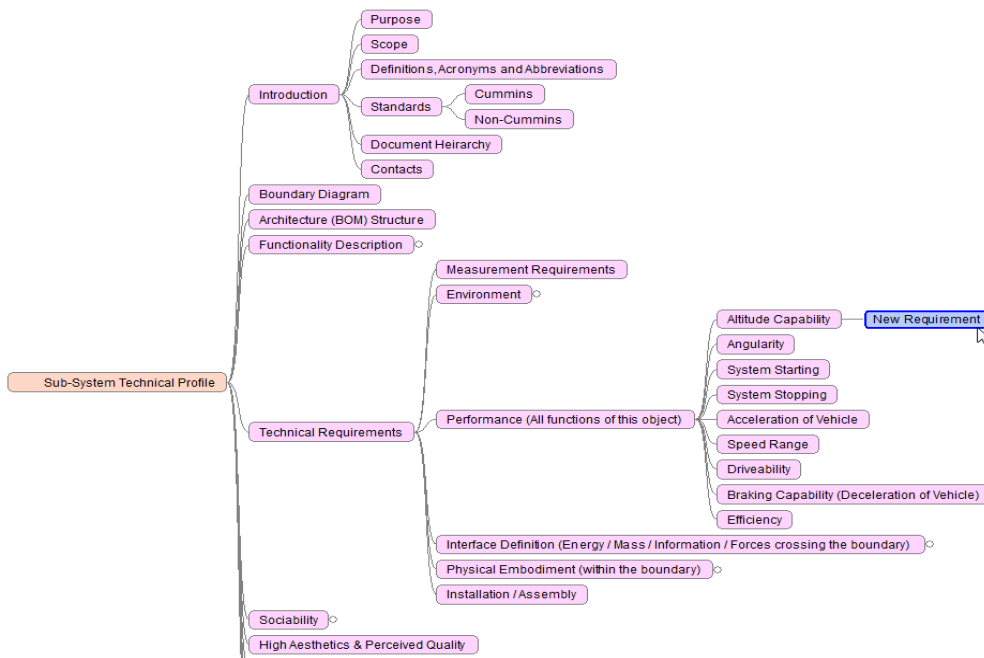 Purpose
Scope
Definitions, Acronyms and Abbreviations
Introduction
Standards
Cummins
Non-Cummins
Document Heirarchy
Contacts
Boundary Diagram
Architecture (BOM) Structure
Functionality Description
Sub-System Technical Profile
Technical Requirements
Measurement Requirements
Environment
Performance (All functions of this object)
Altitude Capability
New Requirement
Angularity
System Starting
System Stopping
Acceleration of Vehicle
Speed Range
Driveability
Braking Capability (Deceleration of Vehicle)
Efficiency
Interface Definition (Energy / Mass / Information / Forces crossing the boundary)
Physical Embodiment (within the boundary)
Installation / Assembly
Sociability
High Aesthetics & Perceived Quality